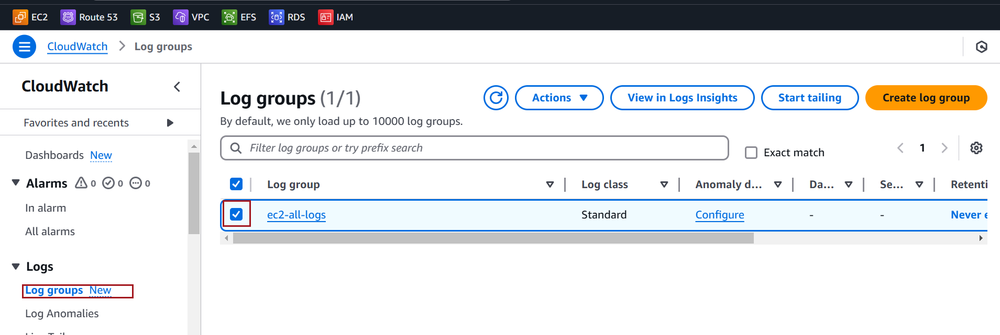 EC2 Route 53 S3 VPC EFS RDS IAM
CloudWatch Log groups
CloudWatch
Favorites and recents
Dashboards New
Alarms 0 0 0
In alarm
All alarms
Logs
Log groups New
Log Anomalies
Log groups (1/1)
Actions View in Logs Insights Start tailing Create log group
By default, we only load up to 10000 log groups.
Filter log groups or try prefix search
Exact match
1
Log group Log class Anomaly d... Da... Se... Retenti
ec2-all-logs Standard Configure - - Never e